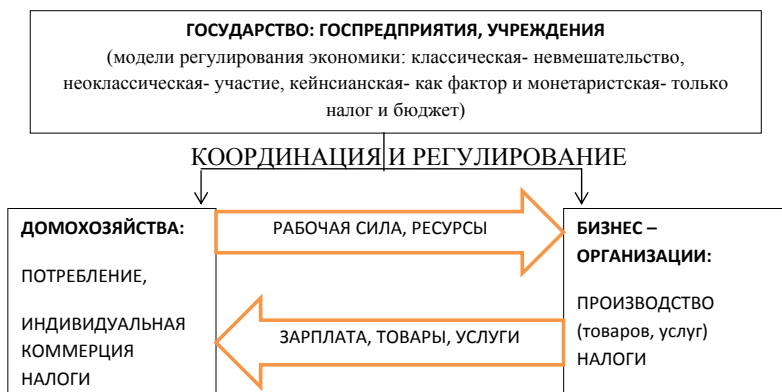 ГОСУДАРСТВО: ГОСПРЕДПРИЯТИЯ, УЧРЕЖДЕНИЯ
(модели регулирования экономики: классическая- невмешательство,
неоклассическая- участие, кейнсианская- как фактор и монетаристская- только
налог и бюджет)
КООРДИНАЦИЯ И РЕГУЛИРОВАНИЕ
ДОМОХОЗЯЙСТВА:
ПОТРЕБЛЕНИЕ,
ИНДИВИДУАЛЬНАЯ
КОММЕРЦИЯ
НАЛОГИ
РАБОЧАЯ СИЛА, РЕСУРСЫ
ЗАРПЛАТА, ТОВАРЫ, УСЛУГИ
БИЗНЕС –
ОРГАНИЗАЦИИ:
ПРОИЗВОДСТВО
(товаров, услуг)
НАЛОГИ